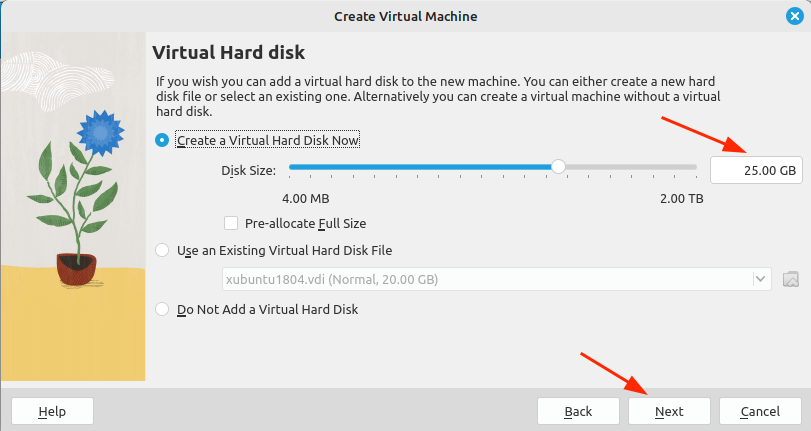 Create Virtual Machine
Virtual Hard disk
If you wish you can add a virtual hard disk to the new machine. You can either create a new hard
disk file or select an existing one. Alternatively you can create a virtual machine without a virtual
hard disk.
Create a Virtual Hard Disk Now
Disk Size:
25.00 GB
4.00 MB
2.00 TB
Pre-allocate Full Size
Use an Existing Virtual Hard Disk File
xubuntu1804.vdi (Normal, 20.00 GB)
Do Not Add a Virtual Hard Disk
Help
Back
Next
Cancel